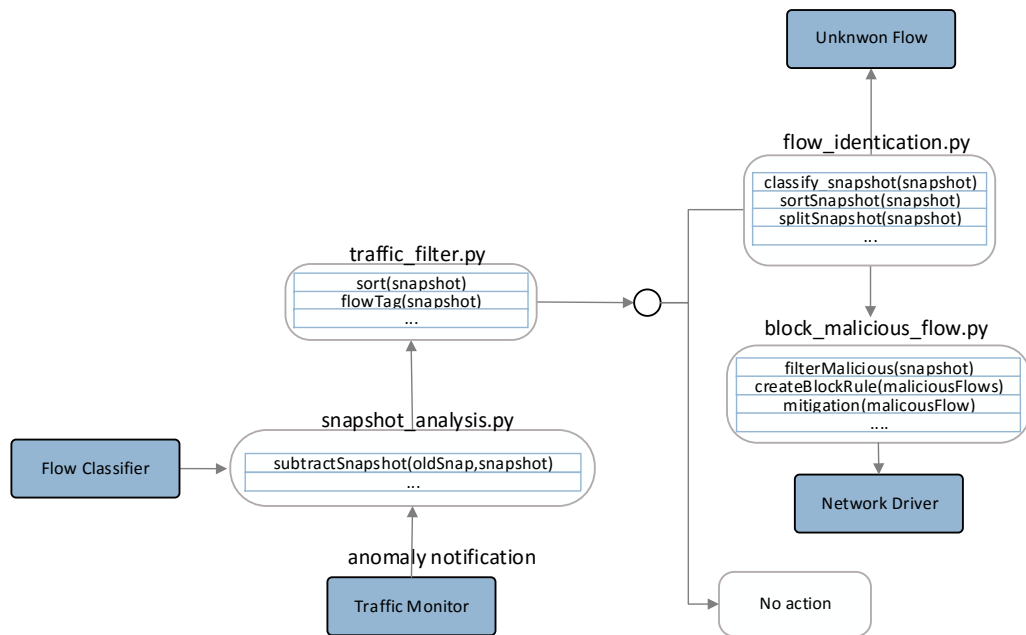 Unknwon Flow
flow_identication.py
classify_snapshot(snapshot)
sortSnapshot(snapshot)
splitSnapshot(snapshot)
...
traffic_filter.py
sort(snapshot)
flowTag(snapshot)
...
block_malicious_flow.py
filterMalicious(snapshot)
createBlockRule(maliciousFlows)
mitigation(malicousFlow)
....
snapshot_analysis.py
subtractSnapshot(oldSnap,snapshot)
...
Flow Classifier
Network Driver
anomaly notification
Traffic Monitor
No action